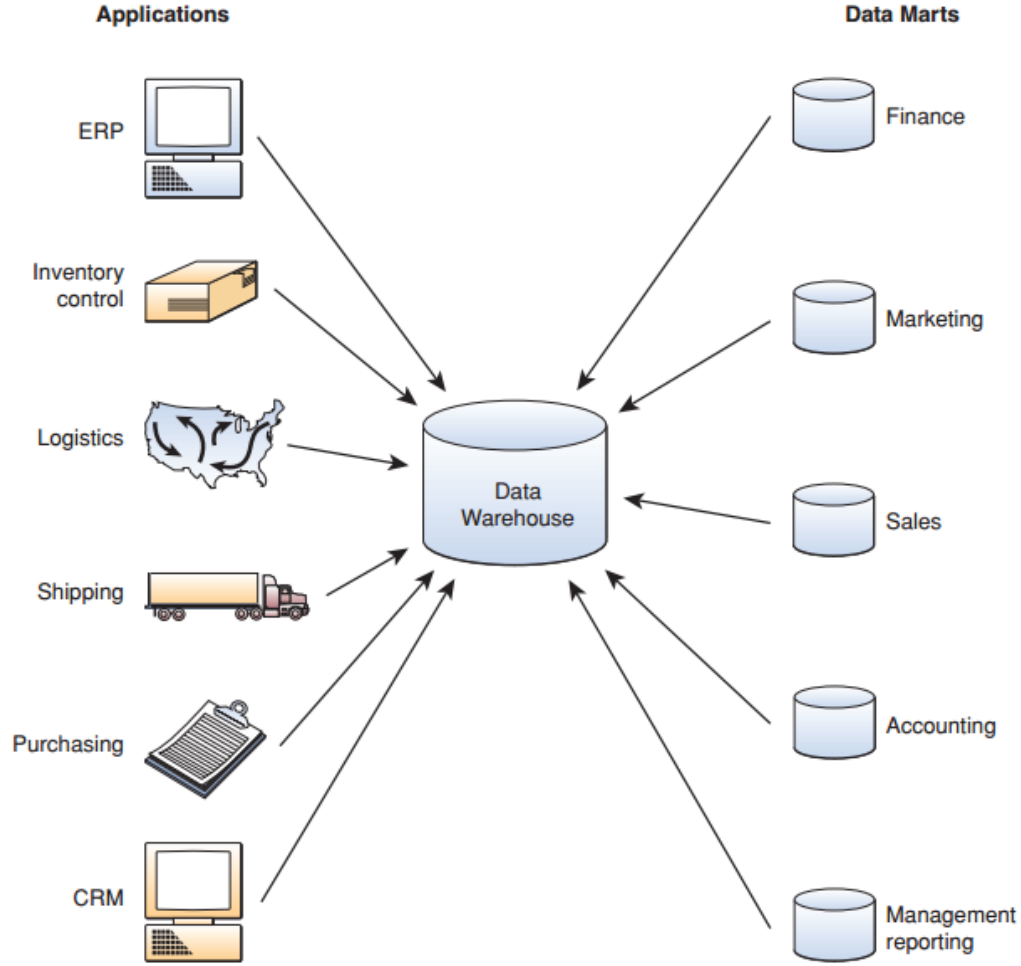 Applications
Data Marts
ERP
Finance
Inventory
control
Marketing
Logistics
Data
Warehouse
Sales
Shipping
Purchasing
Accounting
CRM
Management
reporting